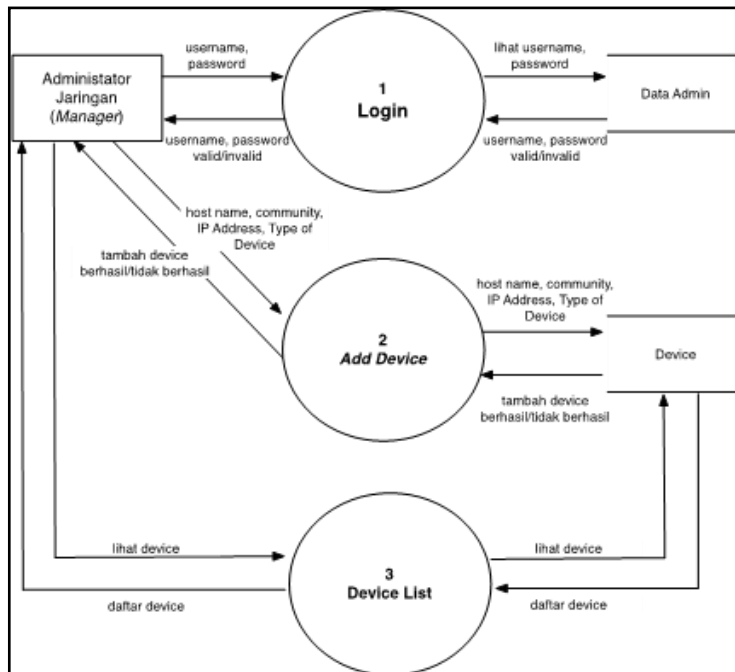 username,
password
1
Login
lihat username,
password
Administator
Jaringan
(Manager)
Data Admin
username, password
valid/invalid
username, password
valid/invalid
host name, community,
IP Address, Type of
Device
tambah device
berhasil/tidak berhasil
2
Add Device
host name, community,
IP Address, Type of
Device
Device
tambah device
berhasil/tidak berhasil
lihat device
3
Device List
lihat device
daftar device
daftar device